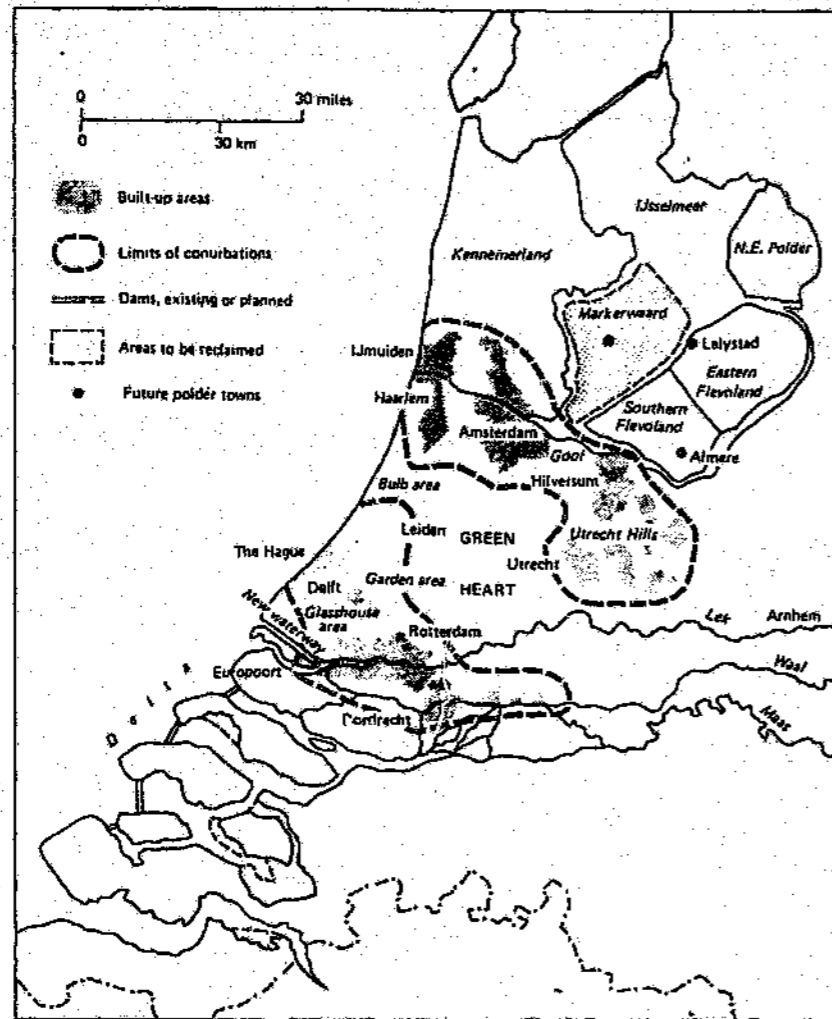 0 30 miles
0 30 km
Built-up areas
Limits of conurbations
Dams, existing or planned
Areas to be reclaimed
Future polder towns
IJsselmeer
N.E. Polder
Kennemerland
Markerwaard
Lelystad
Eastern
Flevoland
Southern
Flevoland
Almere
IJmuiden
Haarlem
Amsterdam
Gooi
Hilversum
Bulb area
Leiden
GREEN
HEART
Utrecht Hills
Utrecht
The Hague
Delft
Garden area
Glasshouse
area
New waterway
Rotterdam
Lek
Arnhem
Waal
Maas
Europoort
Dordrecht
Delta